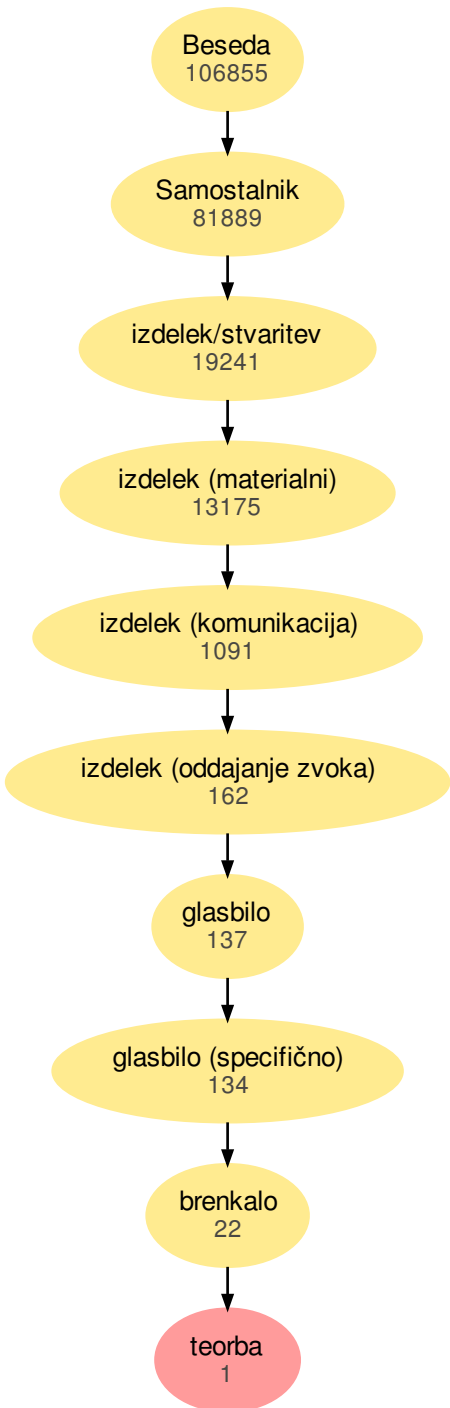 Beseda
106855
Samostalnik
81889
izdelek/stvaritev
19241
izdelek (materialni)
13175
izdelek (komunikacija)
1091
izdelek (oddajanje zvoka)
162
glasbilo
137
glasbilo (specifično)
134
brenkalo
22
teorba
1